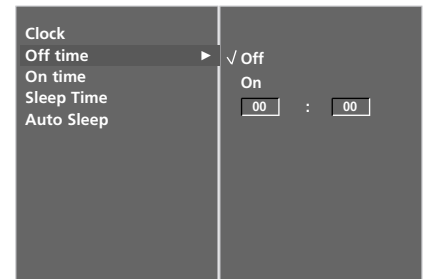 Clock
Off time ► √ Off
On time On
Sleep Time 00 : 00
Auto Sleep